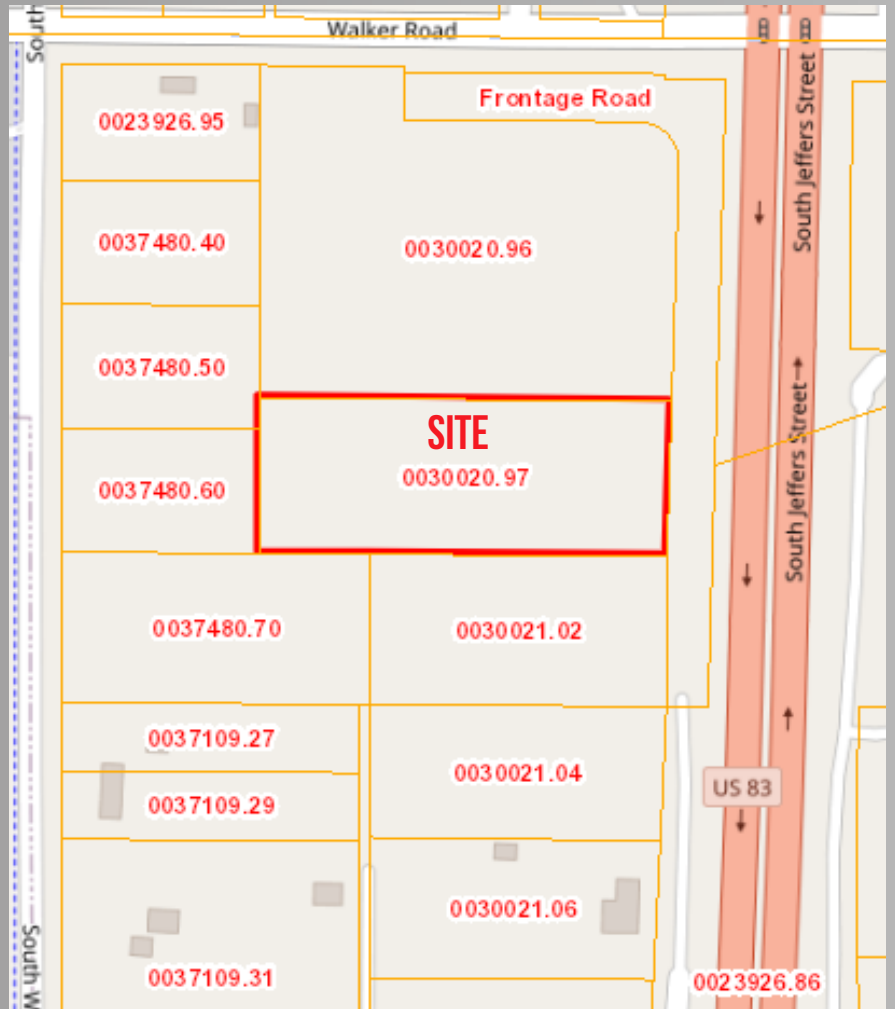 Walker Road
South
Frontage Road
South Jeffers Street
0023926.95
0037480.40
0030020.96
0037480.50
SITE
0030020.97
0037480.60
South Jeffers Street
0037480.70
0030021.02
0037109.27
0030021.04
US 83
0037109.29
0030021.06
0037109.31
0023926.86
South W